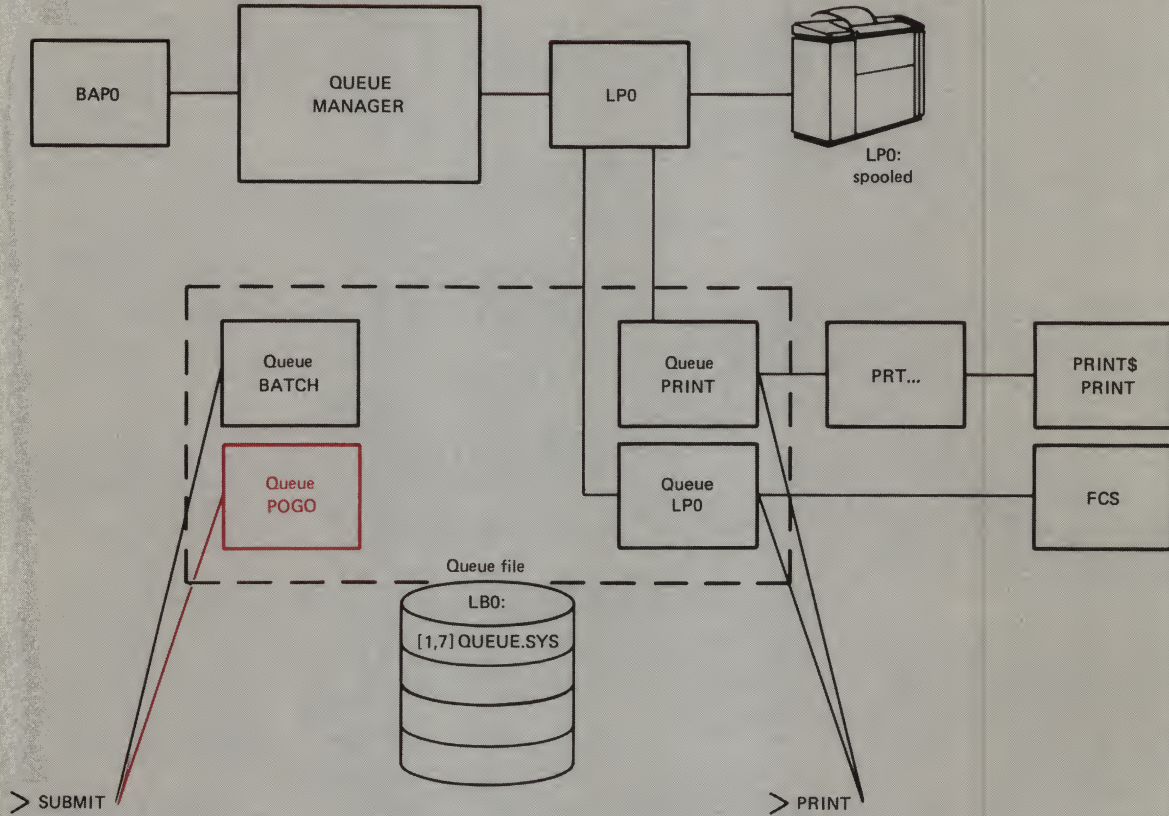 BAP0
QUEUE
MANAGER
LP0
LP0:
spooled
Queue
BATCH
Queue
PRINT
PRT...
PRINT$
PRINT
Queue
POGO
Queue
LP0
FCS
Queue file
LB0:
[1,7] QUEUE.SYS
> SUBMIT
> PRINT